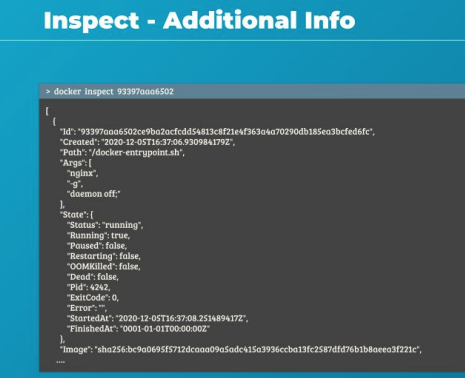 Inspect - Additional Info
> docker inspect 93397aaa6502
[
{
"Id": "93397aaa6502ce9ba2acfcdd54813c8f21e4f363a4a70290db185ea3bcfed6fc",
"Created": "2020-12-05T16:37:06.930984179Z",
"Path": "/docker-entrypoint.sh",
"Args": [
"nginx",
"-g",
"daemon off;"
],
"State": {
"Status": "running",
"Running": true,
"Paused": false,
"Restarting": false,
"OOMKilled": false,
"Dead": false,
"Pid": 4242,
"ExitCode": 0,
"Error": "",
"StartedAt": "2020-12-05T16:37:08.251489417Z",
"FinishedAt": "0001-01-01T00:00:00Z"
},
"Image": "sha256:bc9a0695f5712dcaaa09a5adc415a3936ccba13fc2587dfd76b1b8aeea3f221c",
....